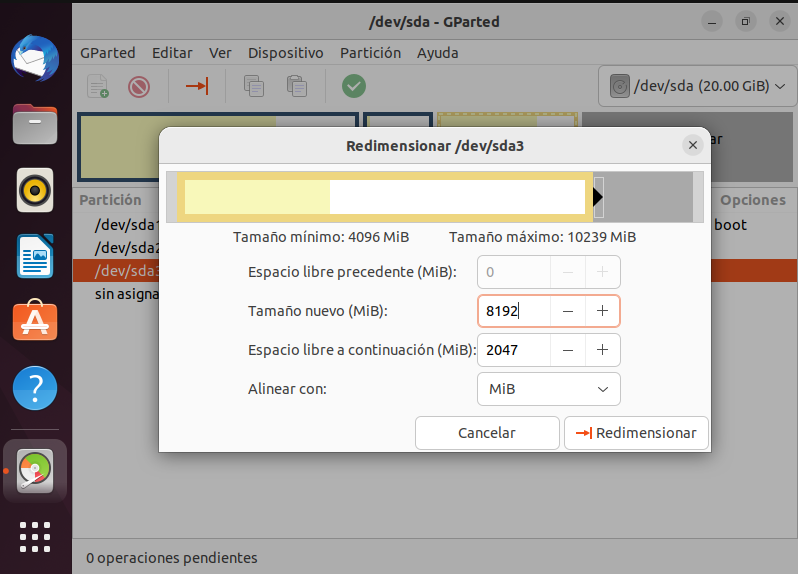 /dev/sda - GParted
GParted Editar Ver Dispositivo Partición Ayuda
/dev/sda (20.00 GiB)
ar
Redimensionar /dev/sda3
Partición
Opciones
Tamaño mínimo: 4096 MiB Tamaño máximo: 10239 MiB
/dev/sda1
boot
/dev/sda2
/dev/sda3
sin asigna
Espacio libre precedente (MiB): 0
Tamaño nuevo (MiB): 8192
Espacio libre a continuación (MiB): 2047
Alinear con: MiB
Cancelar Redimensionar
0 operaciones pendientes